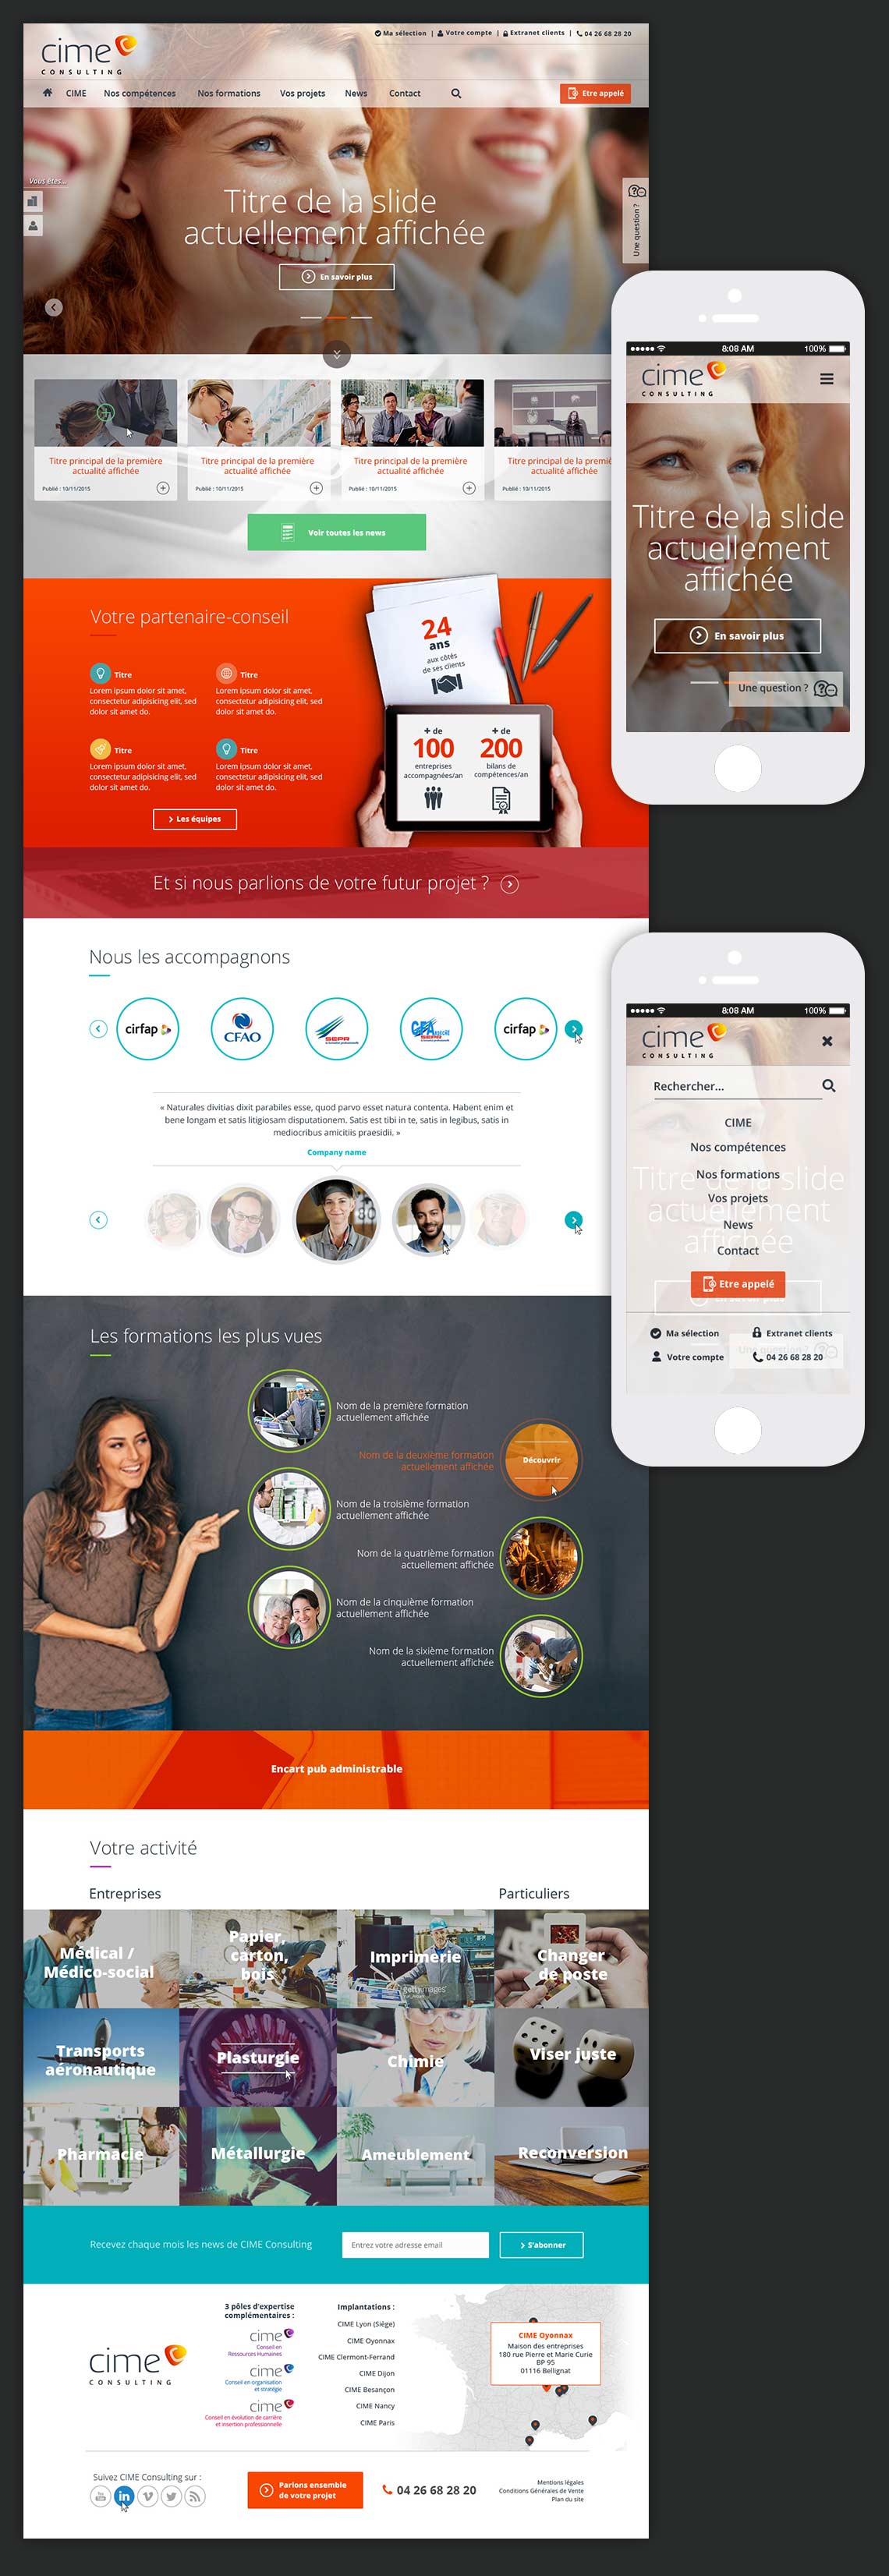 cime
CONSULTING
Ma sélection | Votre compte | Extranet clients | 04 26 68 28 20
CIME Nos compétences Nos formations Vos projets News Contact
Etre appelé
Vous êtes...
Une question ?
Titre de la slide
actuellement affichée
En savoir plus
Titre principal de la première
actualité affichée
Publié : 10/11/2015
Titre principal de la première
actualité affichée
Publié : 10/11/2015
Titre principal de la première
actualité affichée
Publié : 10/11/2015
Titre principal de la premiè
actualité affichée
Publié : 10/11/2015
Voir toutes les news
8:08 AM 100%
cime
CONSULTING
Titre de la slide
actuellement
affichée
En savoir plus
Une question ?
Votre partenaire-conseil
Titre
Lorem ipsum dolor sit amet,
consectetur adipisicing elit, sed
dolor sit amet do.
Titre
Lorem ipsum dolor sit amet,
consectetur adipisicing elit, sed
dolor sit amet do.
Titre
Lorem ipsum dolor sit amet,
consectetur adipisicing elit, sed
dolor sit amet do.
Titre
Lorem ipsum dolor sit amet,
consectetur adipisicing elit, sed
dolor sit amet do.
Les équipes
24
ans
aux côtés
de ses clients
+ de
100
entreprises
accompagnées/an
+ de
200
bilans de
compétences/an
Et si nous parlions de votre futur projet ?
Nous les accompagnons
cirfap
CFAO
SEPR
CFA
SEPR
cirfap
« Naturales divitias dixit parabiles esse, quod parvo esset natura contenta. Habent enim et
bene longam et satis litigiosam disputationem. Satis est tibi in te, satis in legibus, satis in
mediocribus amicitiis praesidii. »
Company name
8:08 AM 100%
cime
CONSULTING
Rechercher...
CIME
Nos compétences
Nos formations
Vos projets
News
Contact
Titre de la slide
actuellement
affichée
Etre appelé
En savoir plus
Ma sélection
Extranet clients
Une question ?
Votre compte
04 26 68 28 20
Les formations les plus vues
Nom de la première formation
actuellement affichée
Nom de la deuxième formation
actuellement affichée
Découvrir
Nom de la troisième formation
actuellement affichée
Nom de la quatrième formation
actuellement affichée
Nom de la cinquième formation
actuellement affichée
Nom de la sixième formation
actuellement affichée
Encart pub administrable
Votre activité
Entreprises
Particuliers
Médical /
Médico-social
Papier,
carton,
bois
Imprimerie
gettyimages
Changer
de poste
Transports
aéronautique
Plasturgie
Chimie
Viser juste
Pharmacie
Métallurgie
Ameublement
Reconversion
Recevez chaque mois les news de CIME Consulting
Entrez votre adresse email
S'abonner
cime
CONSULTING
3 pôles d'expertise
complémentaires :
cime
Conseil en
Ressources Humaines
cime
Conseil en organisation
et stratégie
cime
Conseil en évolution de carrière
et insertion professionnelle
Implantations :
CIME Lyon (Siège)
CIME Oyonnax
CIME Clermont-Ferrand
CIME Dijon
CIME Besançon
CIME Nancy
CIME Paris
CIME Oyonnax
Maison des entreprises
180 rue Pierre et Marie Curie
BP 95
01116 Bellignat
Suivez CIME Consulting sur :
You
in
Parlons ensemble
de votre projet
04 26 68 28 20
Mentions légales
Conditions Générales de Vente
Plan du site